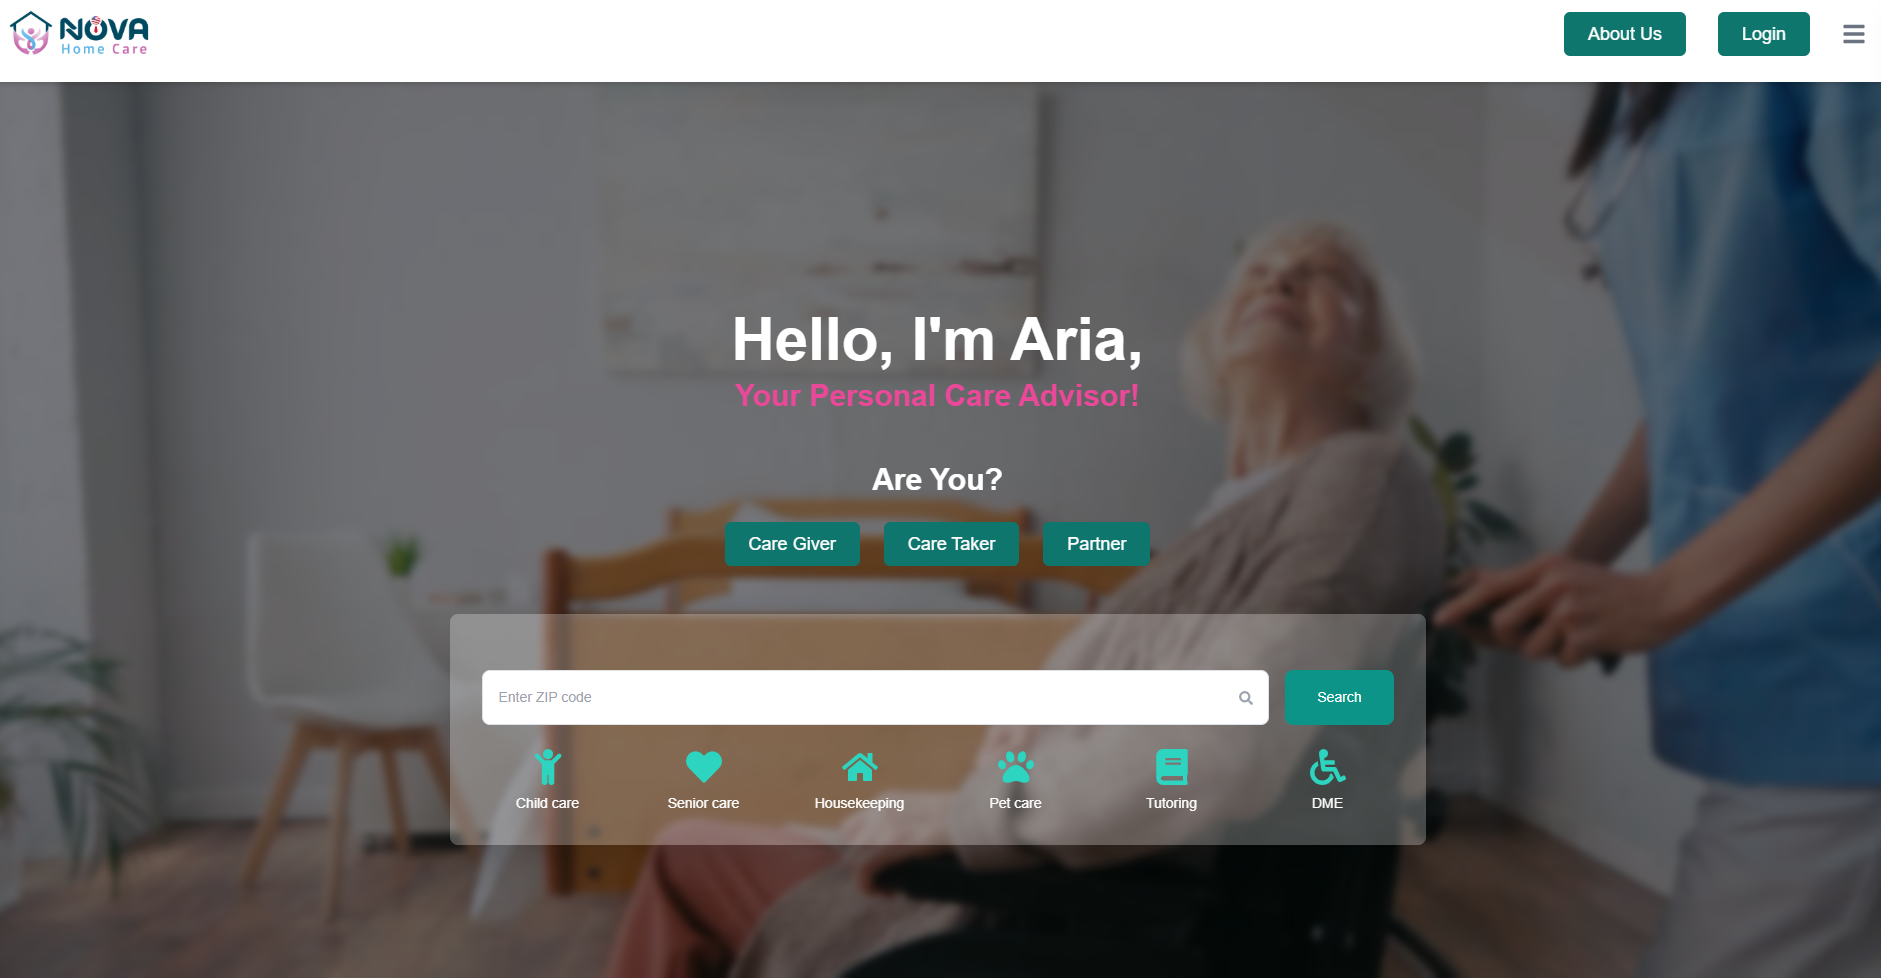 NOVA
Home Care
About Us
Login
Hello, I'm Aria,
Your Personal Care Advisor!
Are You?
Care Giver
Care Taker
Partner
Enter ZIP code
Search
Child care
Senior care
Housekeeping
Pet care
Tutoring
DME